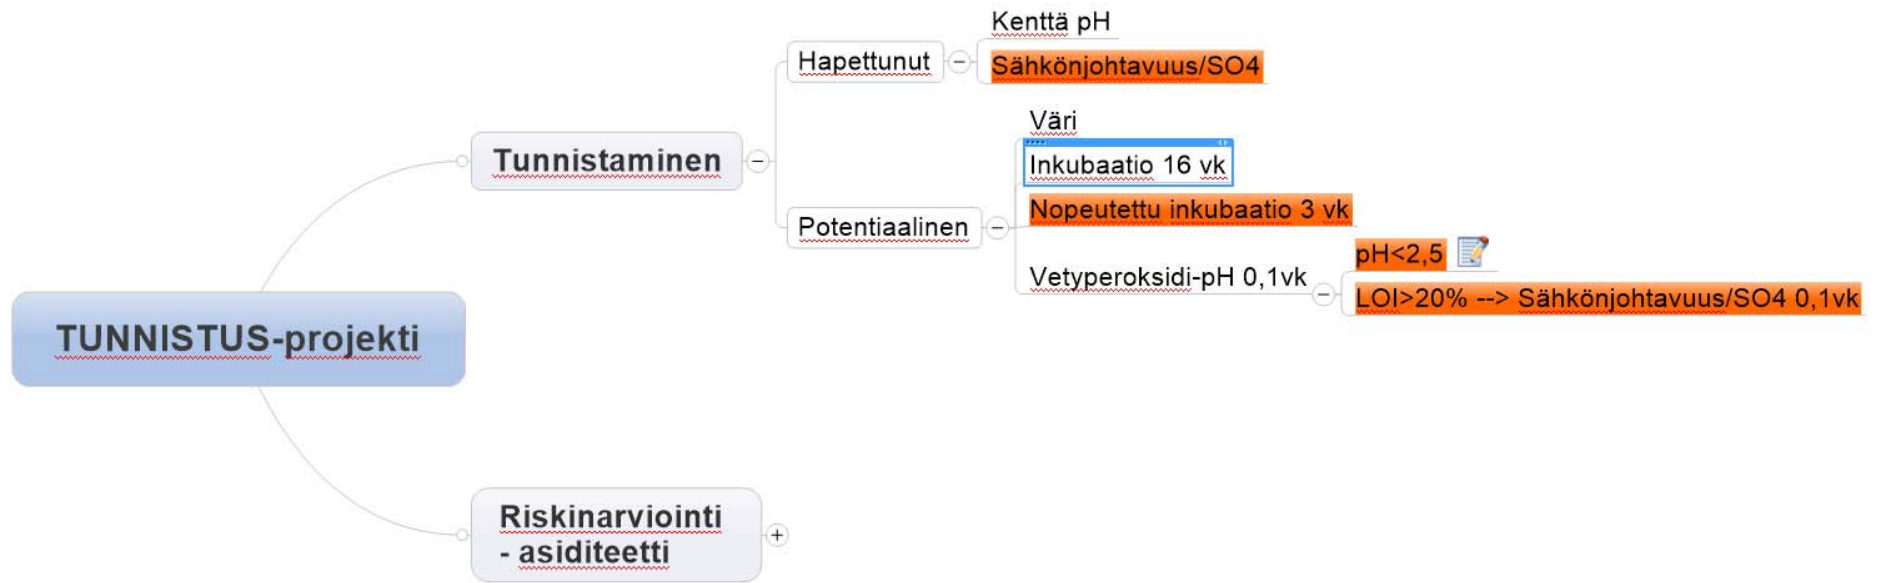 Kenttä pH
Hapettunut
Sähkönjohtavuus/SO4
Väri
Tunnistaminen
Inkubaatio 16 vk
Nopeutettu inkubaatio 3 vk
Potentiaalinen
pH<2,5
Vetyperoksidi-pH 0,1vk
LOI>20% --> Sähkönjohtavuus/SO4 0,1vk
TUNNISTUS-projekti
Riskinarviointi
- asiditeetti